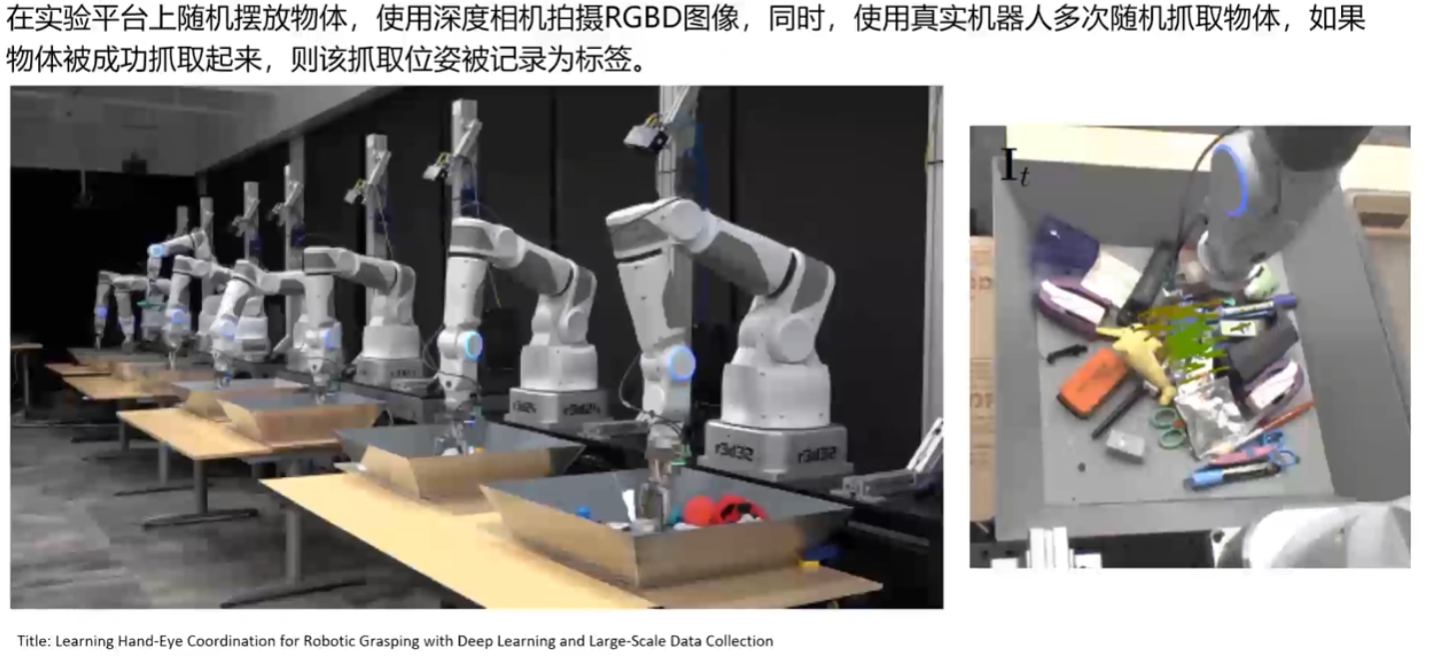 在实验平台上随机摆放物体，使用深度相机拍摄RGBD图像，同时，使用真实机器人多次随机抓取物体，如果
物体被成功抓取起来，则该抓取位姿被记录为标签。
I_t
Title: Learning Hand-Eye Coordination for Robotic Grasping with Deep Learning and Large-Scale Data Collection